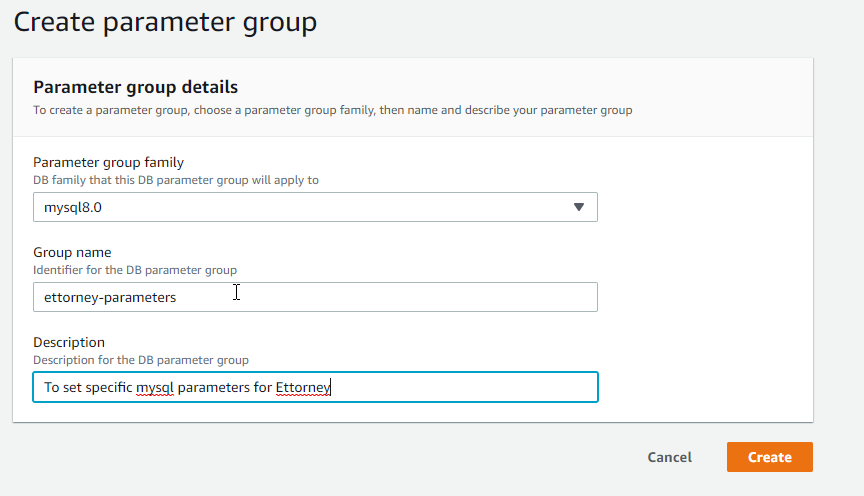 Create parameter group
Parameter group details
To create a parameter group, choose a parameter group family, then name and describe your parameter group
Parameter group family
DB family that this DB parameter group will apply to
mysql8.0
Group name
Identifier for the DB parameter group
ettorney-parameters
Description
Description for the DB parameter group
To set specific mysql parameters for Ettorney
Cancel
Create